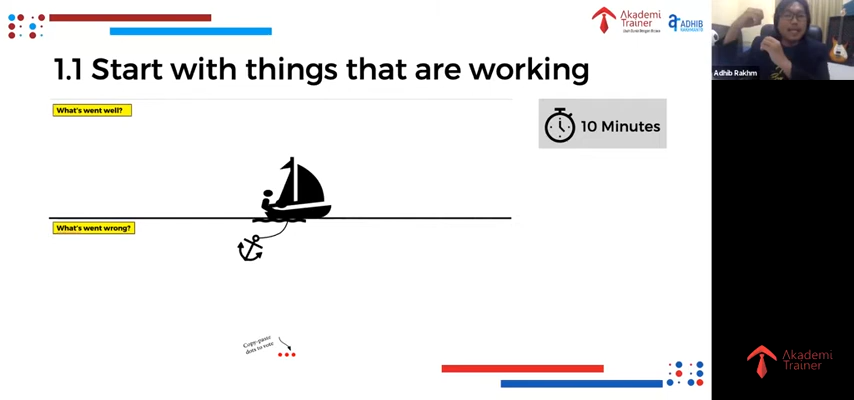 Akademi
Trainer
ADHIB
1.1 Start with things that are working
Adhib Rakhm
What's went well?
10 Minutes
What's went wrong?
Copy-paste
dots to vote
Akademi
Trainer